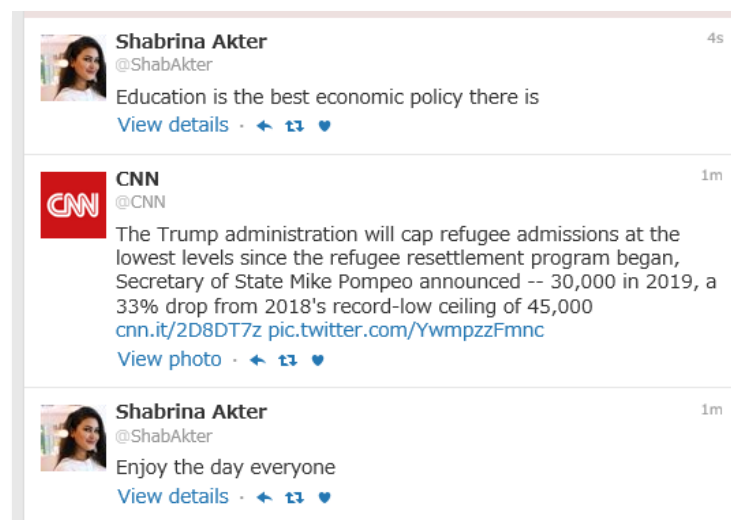 Shabrina Akter 4s
@ShabAkter
Education is the best economic policy there is
View details ·
CNN 1m
CNN @CNN
The Trump administration will cap refugee admissions at the
lowest levels since the refugee resettlement program began,
Secretary of State Mike Pompeo announced -- 30,000 in 2019, a
33% drop from 2018's record-low ceiling of 45,000
cnn.it/2D8DT7z pic.twitter.com/YwmpzzFmnc
View photo ·
Shabrina Akter 1m
@ShabAkter
Enjoy the day everyone
View details ·